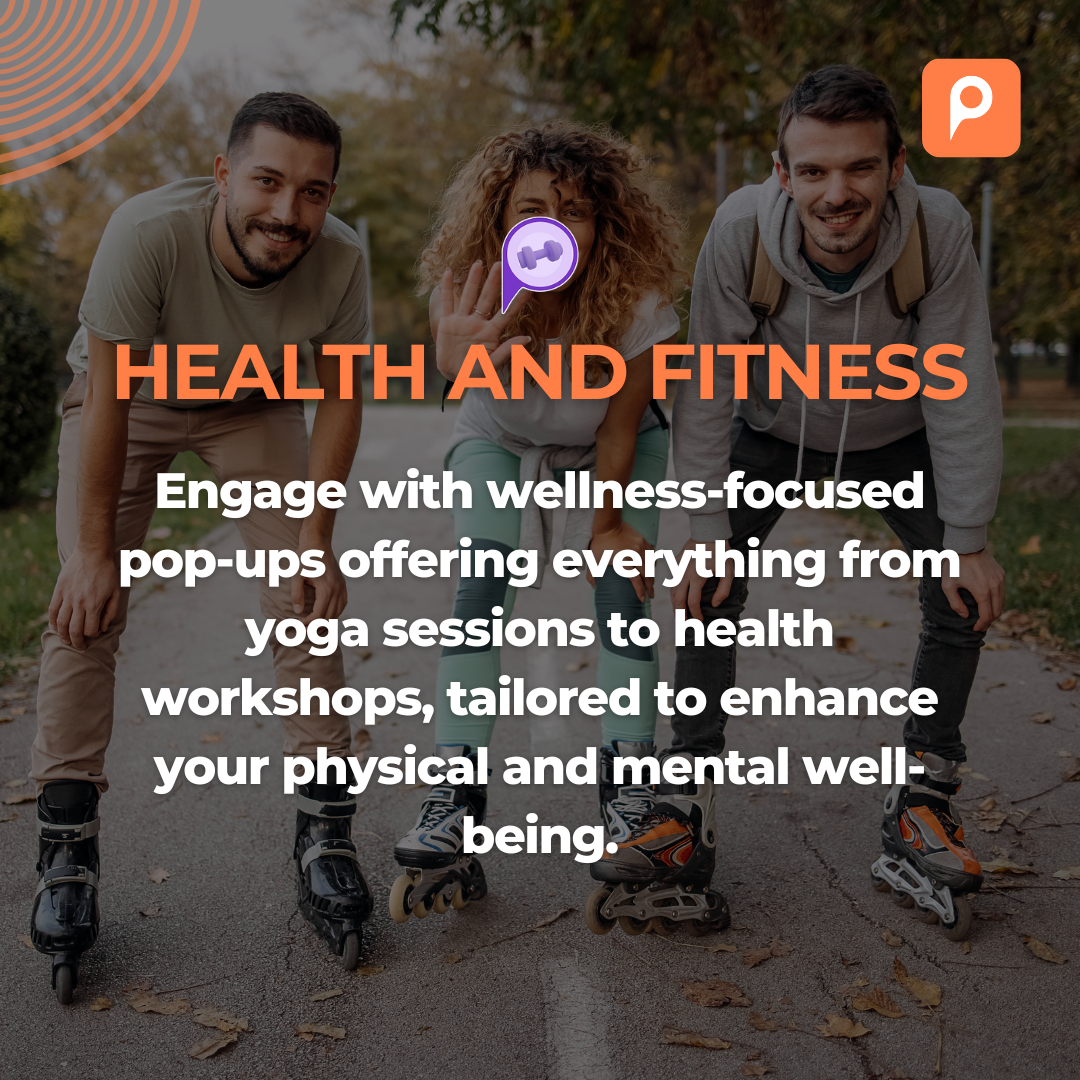 HEALTH AND FITNESS
Engage with wellness-focused
pop-ups offering everything from
yoga sessions to health
workshops, tailored to enhance
your physical and mental well-
being.